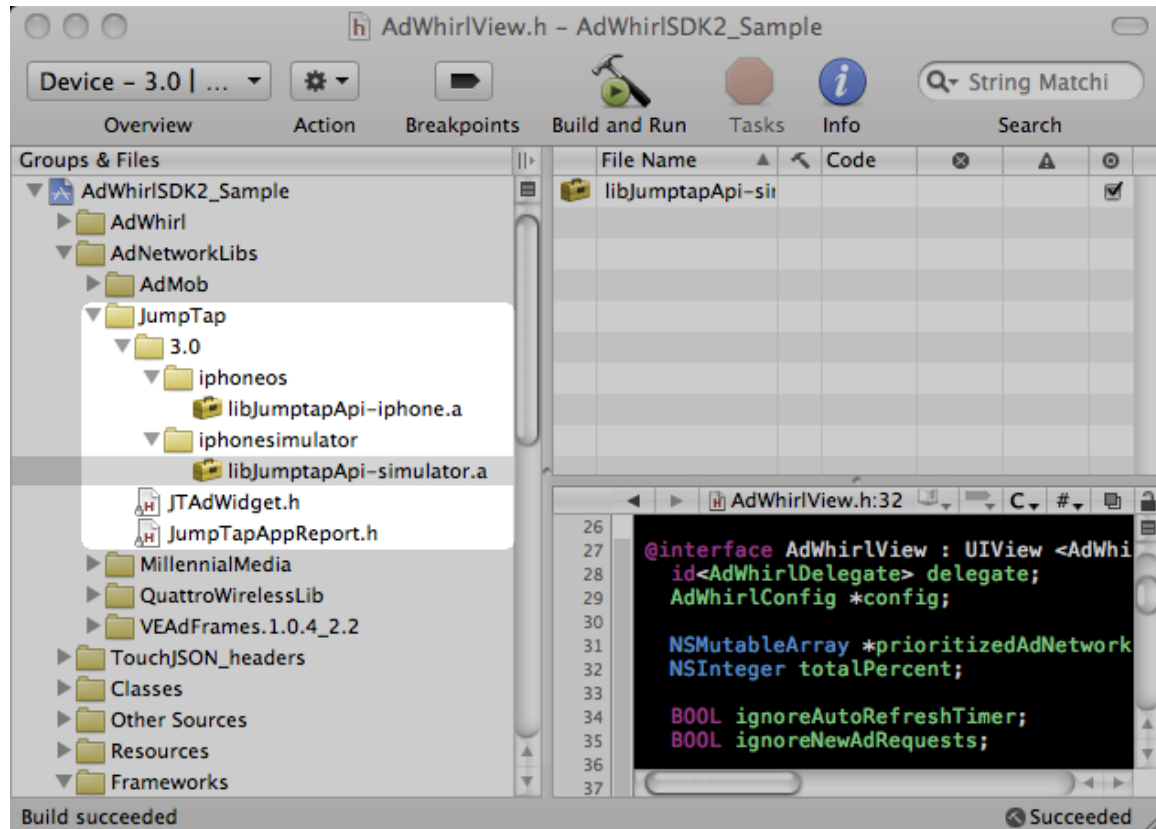 AdWhirlView.h – AdWhirlSDK2_Sample
Device – 3.0 | ...
String Matchi
Overview Action Breakpoints Build and Run Tasks Info Search
Groups & Files
File Name Code
AdWhirlSDK2_Sample
libJumptapApi-sir
AdWhirl
AdNetworkLibs
AdMob
JumpTap
3.0
iphoneos
libJumptapApi-iphone.a
iphonesimulator
libJumptapApi-simulator.a
JTAdWidget.h
JumpTapAppReport.h
MillennialMedia
QuattroWirelessLib
VEAdFrames.1.0.4_2.2
TouchJSON_headers
Classes
Other Sources
Resources
Frameworks
AdWhirlView.h:32 C #
26
27 @interface AdWhirlView : UIView <AdWhi
28 id<AdWhirlDelegate> delegate;
29 AdWhirlConfig *config;
30
31 NSMutableArray *prioritizedAdNetwork
32 NSInteger totalPercent;
33
34 BOOL ignoreAutoRefreshTimer;
35 BOOL ignoreNewAdRequests;
36
37
Build succeeded
Succeeded